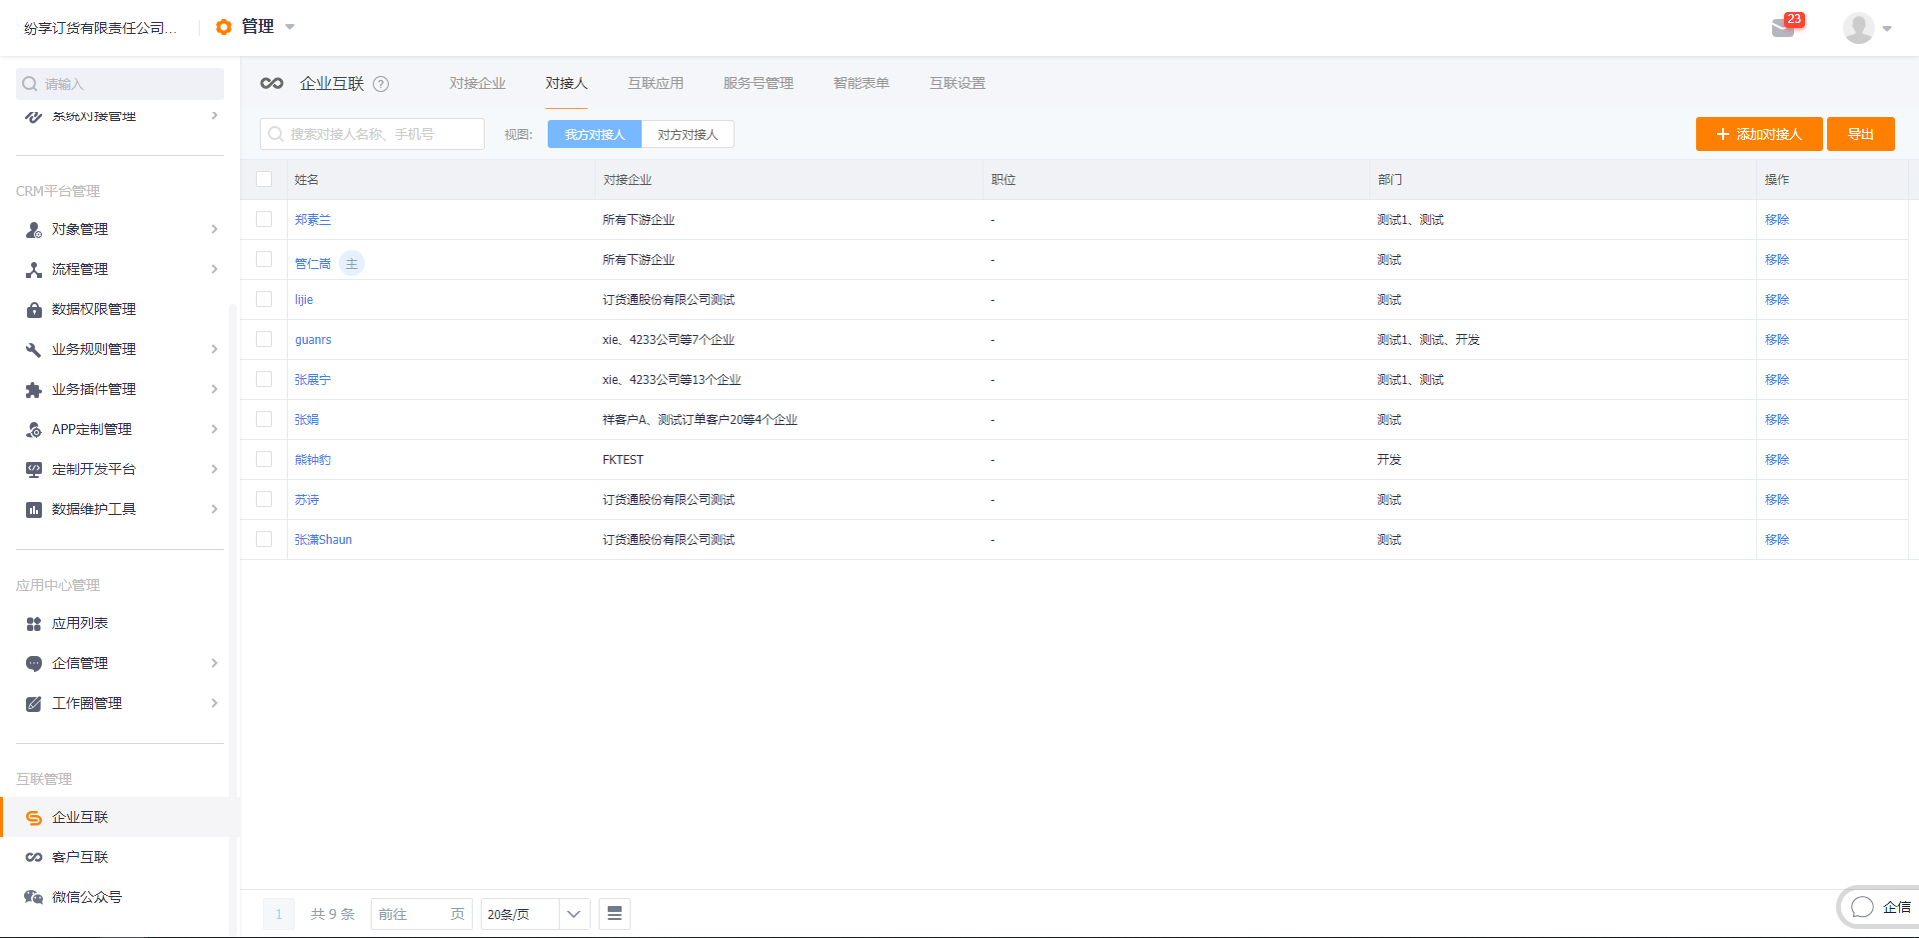 纷享订货有限责任公司...
管理
23
请输入
系统对接管理
CRM平台管理
对象管理
流程管理
数据权限管理
业务规则管理
业务插件管理
APP定制管理
定制开发平台
数据维护工具
应用中心管理
应用列表
企信管理
工作圈管理
互联管理
企业互联
客户互联
微信公众号
企业互联 ? 对接企业 对接人 互联应用 服务号管理 智能表单 互联设置
搜索对接人名称、手机号 视图: 我方对接人 对方对接人 + 添加对接人 导出
姓名 对接企业 职位 部门 操作
郑素兰 所有下游企业 - 测试1、测试 移除
管仁嵩 主 所有下游企业 - 测试 移除
lijie 订货通股份有限公司测试 - 测试 移除
guanrs xie、4233公司等7个企业 - 测试1、测试、开发 移除
张展宁 xie、4233公司等13个企业 - 测试1、测试 移除
张娟 祥客户A、测试订单客户20等4个企业 - 测试 移除
熊钟豹 FKTEST - 开发 移除
苏诗 订货通股份有限公司测试 - 测试 移除
张潇Shaun 订货通股份有限公司测试 - 测试 移除
1 共 9 条 前往 页 20条/页
企信